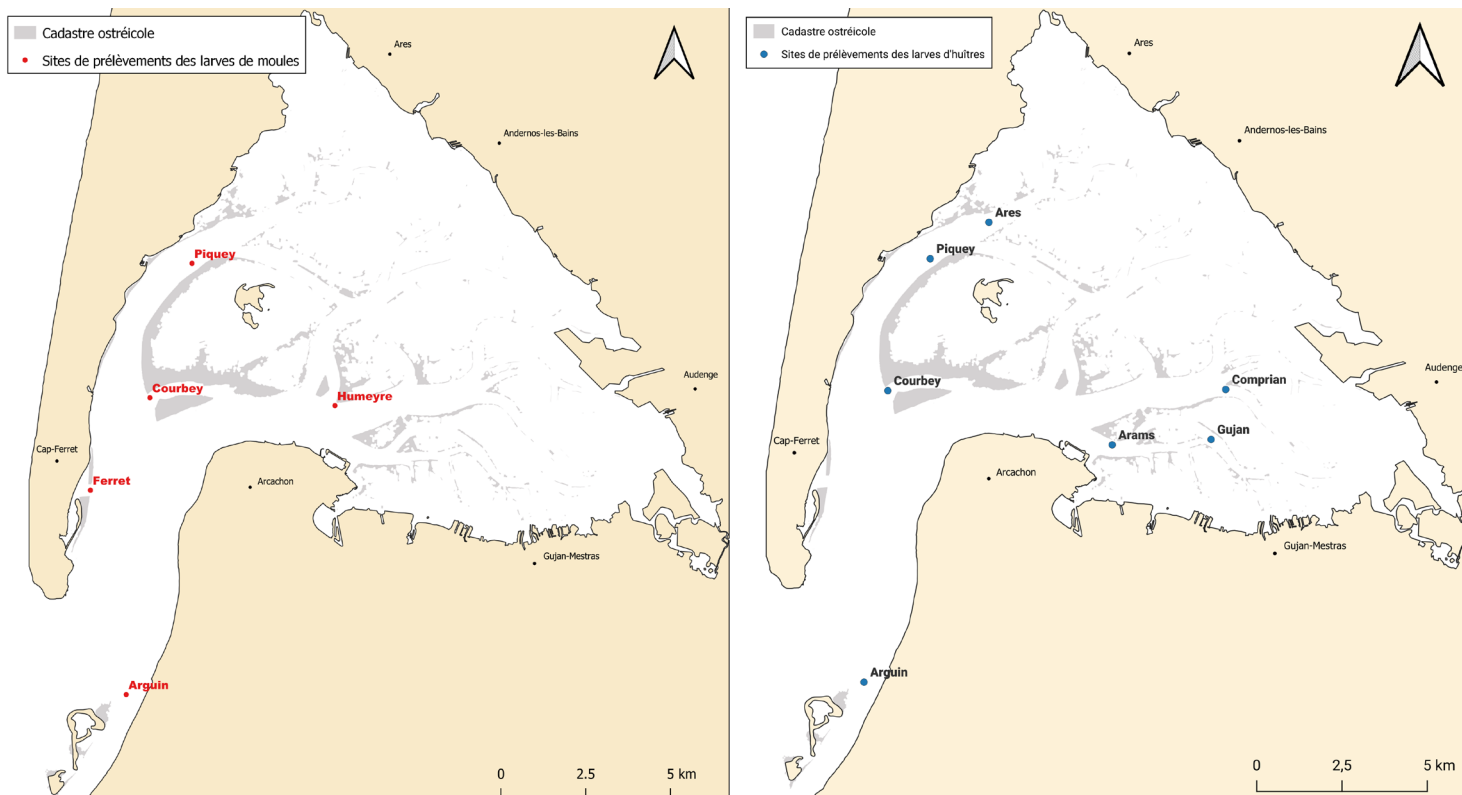 Cadastre ostréicole
Sites de prélèvements des larves de moules
Ares
Andernos-les-Bains
Piquey
Courbey
Humeyre
Audenge
Cap-Ferret
Ferret
Arcachon
Gujan-Mestras
Arguin
0 2.5 5 km
Cadastre ostréicole
Sites de prélèvements des larves d'huîtres
Ares
Andernos-les-Bains
Ares
Piquey
Courbey
Comprian
Audenge
Arams
Gujan
Cap-Ferret
Arcachon
Gujan-Mestras
Arguin
0 2,5 5 km